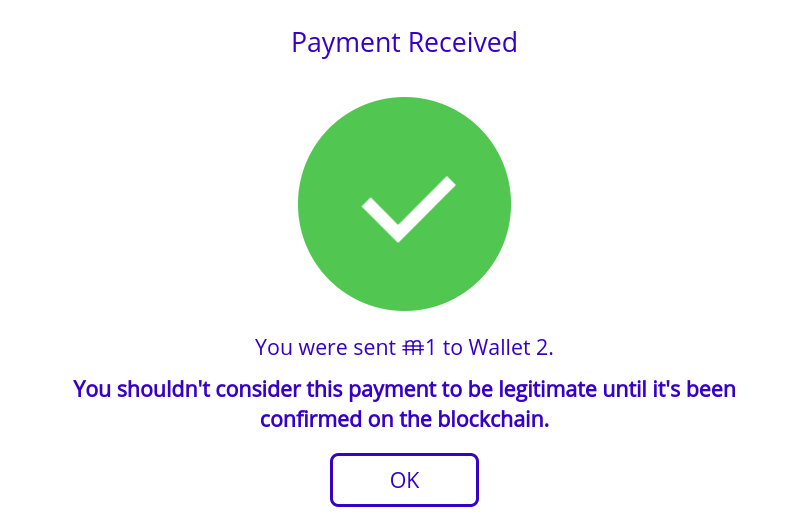 Payment Received
You were sent 1 to Wallet 2.
You shouldn't consider this payment to be legitimate until it's been
confirmed on the blockchain.
OK